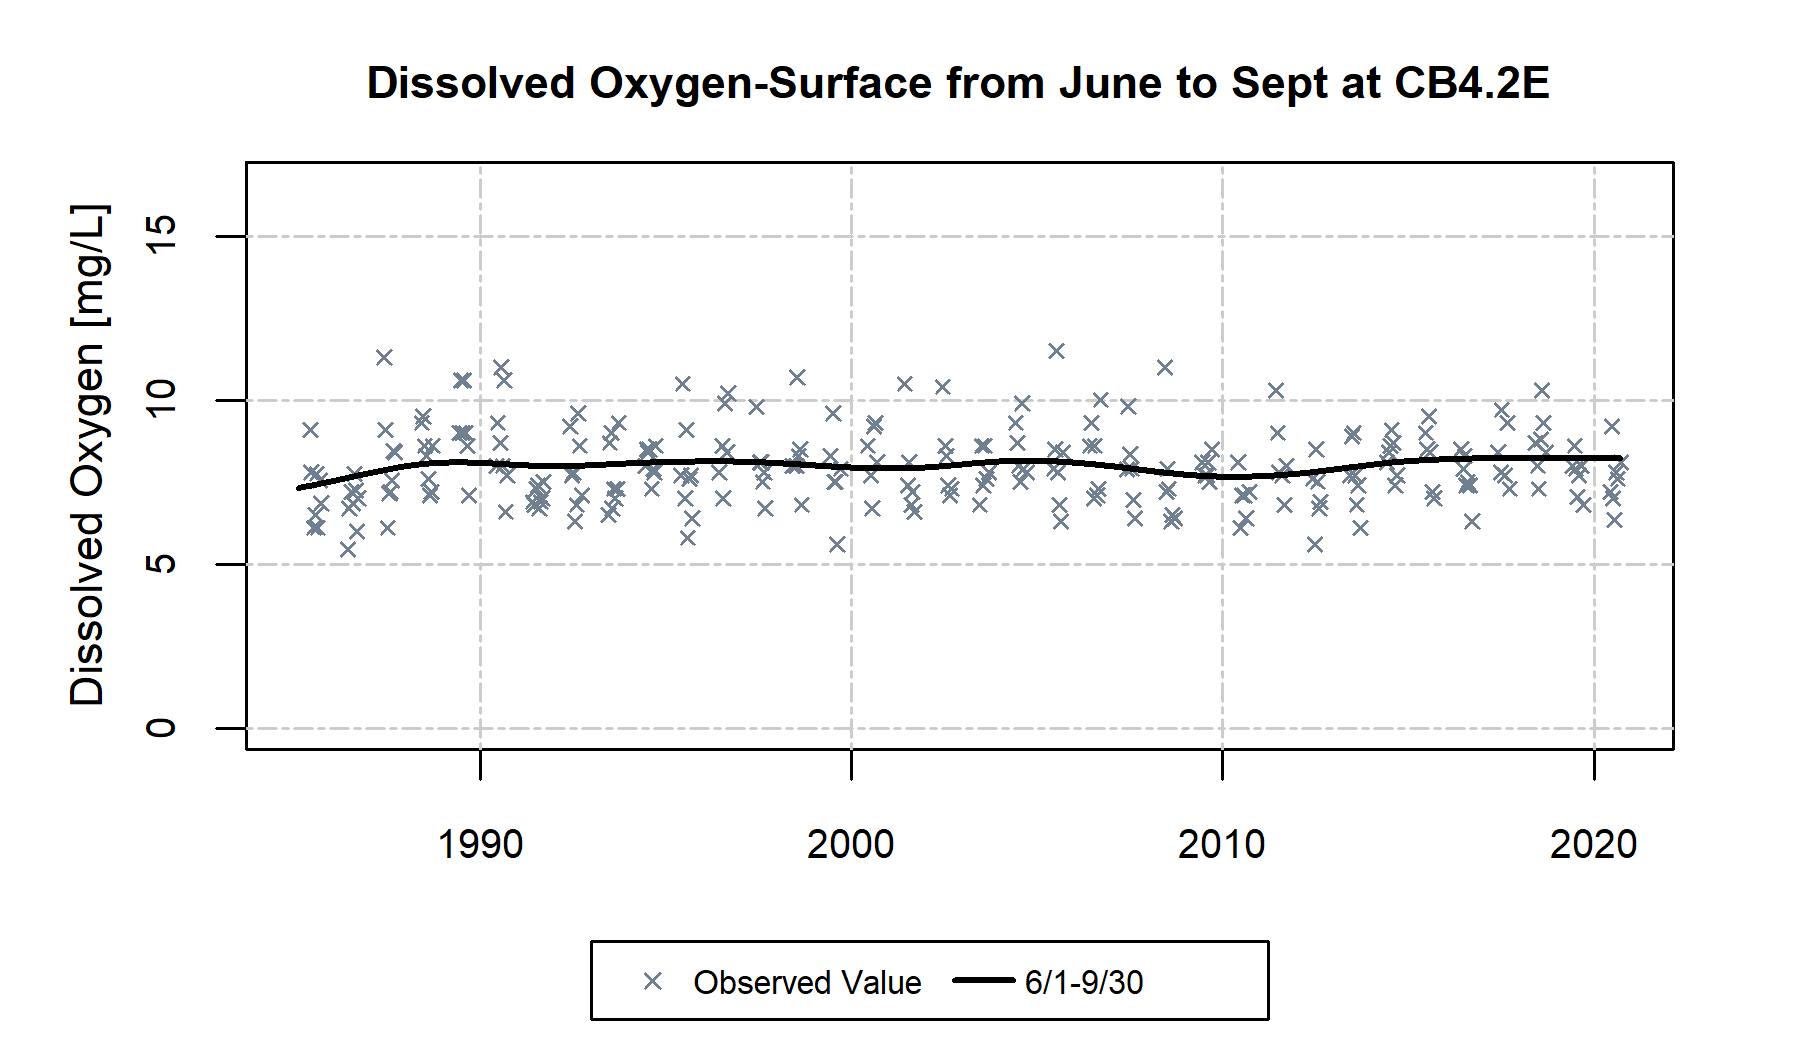 Dissolved Oxygen-Surface from June to Sept at CB4.2E
Dissolved Oxygen [mg/L]
15
10
5
0
1990 2000 2010 2020
Observed Value 6/1-9/30